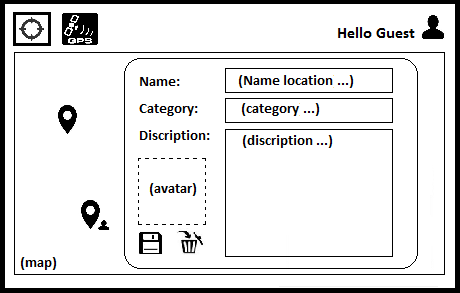 GPS
Hello Guest
Name:
(Name location ...)
Category:
(category ...)
Discription:
(discription ...)
(avatar)
(map)